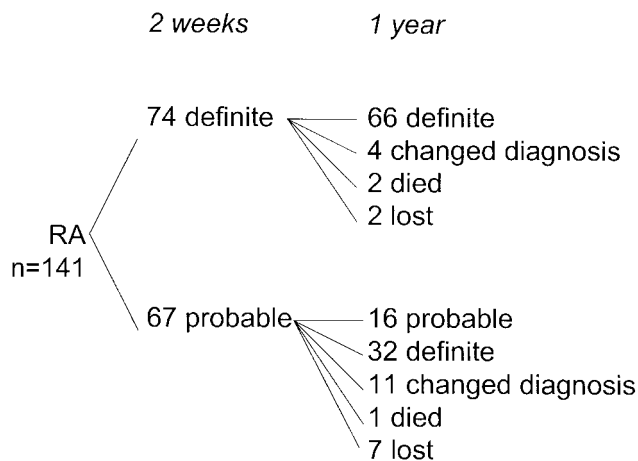 2 weeks
1 year
74 definite
66 definite
4 changed diagnosis
2 died
2 lost
RA
n=141
67 probable
16 probable
32 definite
11 changed diagnosis
1 died
7 lost